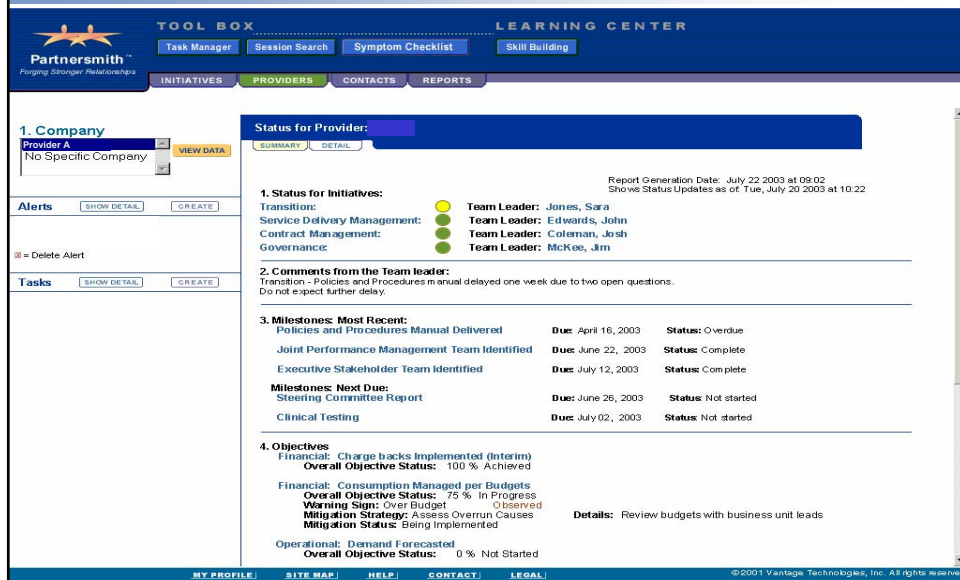 TOOL BOX LEARNING CENTER
Task Manager Session Search Symptom Checklist Skill Building
Partnersmith™
Forging Stronger Relationships
INITIATIVES PROVIDERS CONTACTS REPORTS
1. Company
Provider A
No Specific Company
VIEW DATA
Alerts SHOW DETAIL CREATE
= Delete Alert
Tasks SHOW DETAIL CREATE
Status for Provider:
SUMMARY DETAIL
Report Generation Date: July 22 2003 at 09:02
Shows Status Updates as of: Tue, July 20 2003 at 10:22
1. Status for Initiatives:
Transition: Team Leader: Jones, Sara
Service Delivery Management: Team Leader: Edwards, John
Contract Management: Team Leader: Coleman, Josh
Governance: Team Leader: McKee, Jim
2. Comments from the Team leader:
Transition - Policies and Procedures manual delayed one week due to two open questions.
Do not expect further delay.
3. Milestones: Most Recent:
Policies and Procedures Manual Delivered Due: April 16, 2003 Status: Overdue
Joint Performance Management Team Identified Due: June 22, 2003 Status: Complete
Executive Stakeholder Team Identified Due: July 12, 2003 Status: Complete
Milestones: Next Due:
Steering Committee Report Due: June 26, 2003 Status: Not started
Clinical Testing Due: July 02, 2003 Status: Not started
4. Objectives
Financial: Charge backs Implemented (Interim)
Overall Objective Status: 100 % Achieved
Financial: Consumption Managed per Budgets
Overall Objective Status: 75 % In Progress
Warning Sign: Over Budget Observed
Mitigation Strategy: Assess Overrun Causes Details: Review budgets with business unit leads
Mitigation Status: Being Implemented
Operational: Demand Forecasted
Overall Objective Status: 0 % Not Started
MY PROFILE | SITE MAP | HELP | CONTACT | LEGAL |
©2001 Vantage Technologies, Inc. All rights reserve